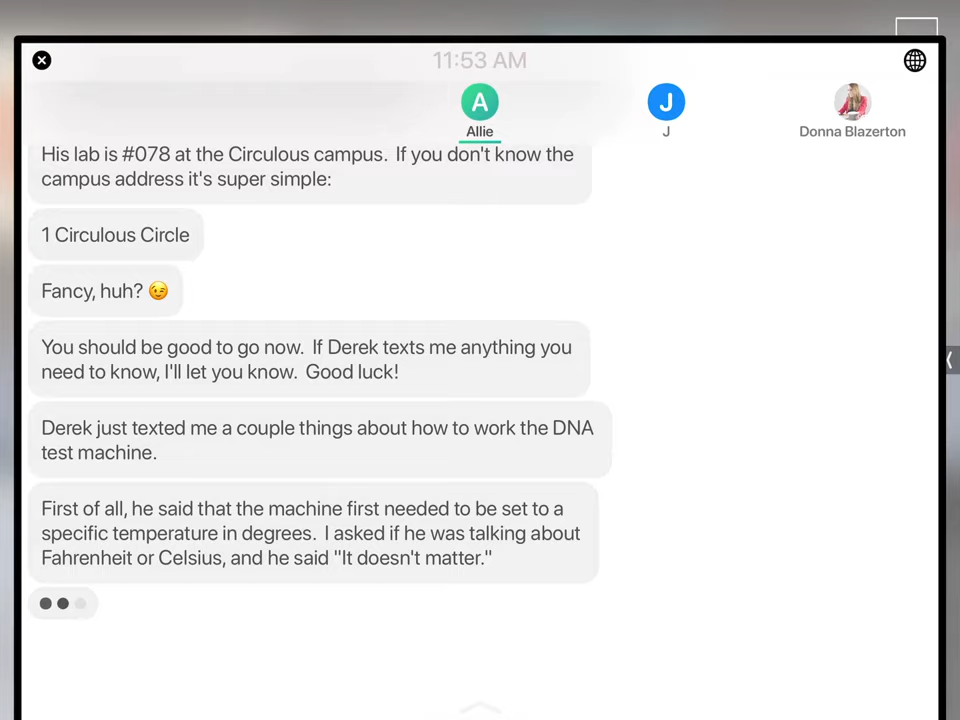 11:53 AM
A
Allie
J
J
Donna Blazerton
His lab is #078 at the Circulous campus.  If you don't know the
campus address it's super simple:
1 Circulous Circle
Fancy, huh? 😉
You should be good to go now.  If Derek texts me anything you
need to know, I'll let you know.  Good luck!
Derek just texted me a couple things about how to work the DNA
test machine.
First of all, he said that the machine first needed to be set to a
specific temperature in degrees.  I asked if he was talking about
Fahrenheit or Celsius, and he said "It doesn't matter."